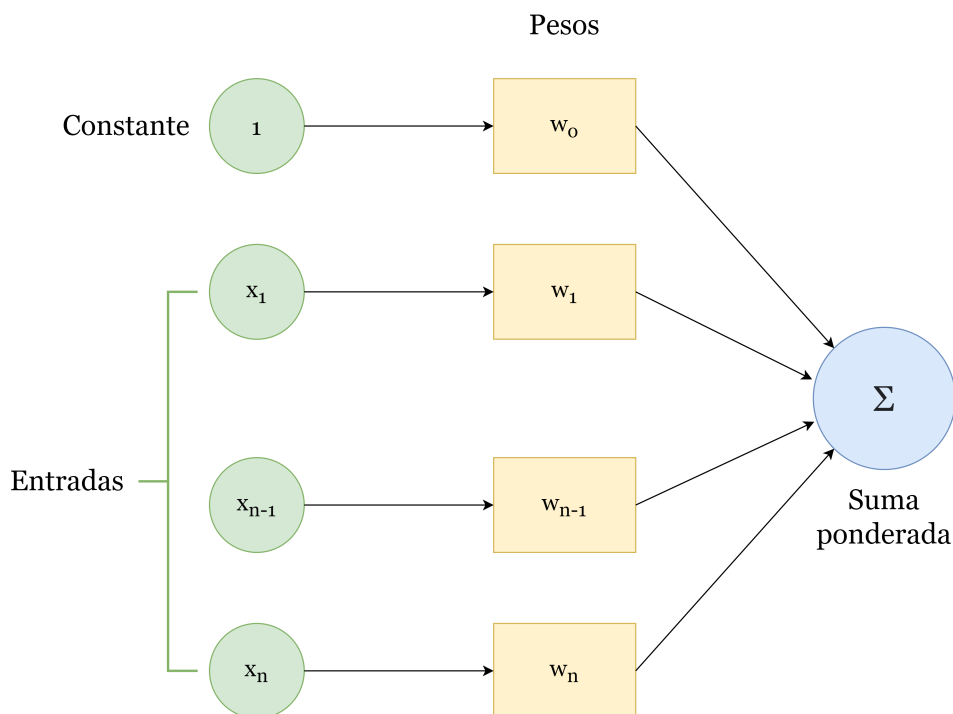 Pesos
Constante
1
w₀
x₁
w₁
Entradas
xₙ₋₁
wₙ₋₁
Σ
Suma
ponderada
xₙ
wₙ